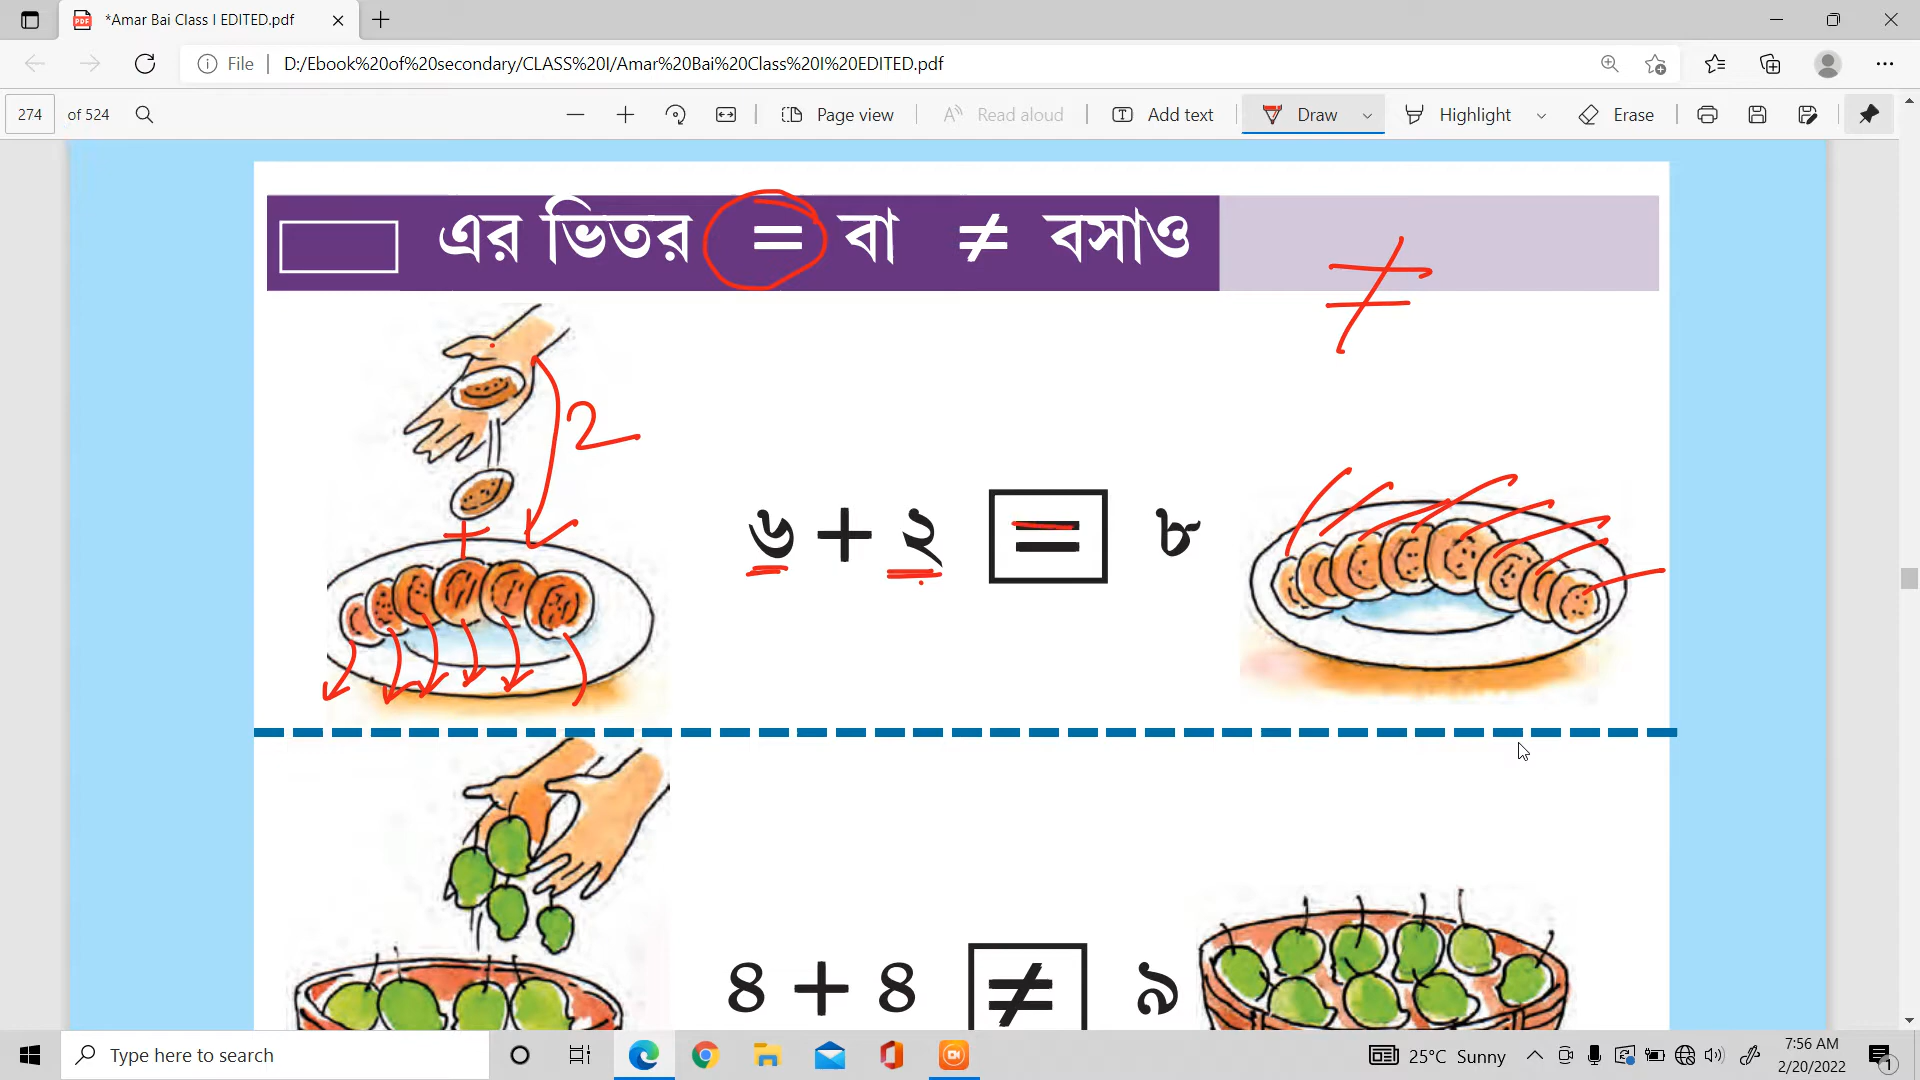 *Amar Bai Class I EDITED.pdf
File D:/Ebook%20of%20secondary/CLASS%20I/Amar%20Bai%20Class%20I%20EDITED.pdf
274 of 524 Page view Read aloud Add text Draw Highlight Erase
এর ভিতর = বা ≠ বসাও
≠
2
+
৬ + ২ = ৮
৪ + ৪ ≠ ৯
Type here to search
25°C Sunny
7:56 AM
2/20/2022
1